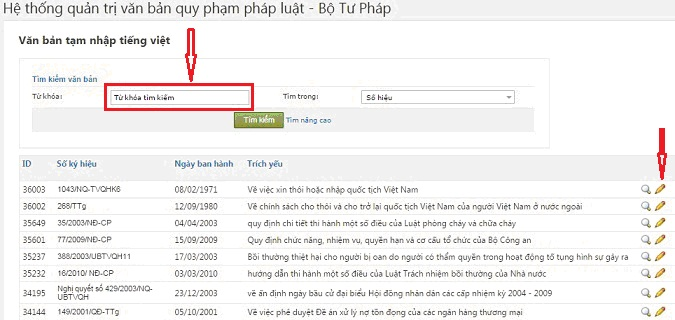 Hệ thống quản trị văn bản quy phạm pháp luật - Bộ Tư Pháp
Văn bản tạm nhập tiếng việt
Tìm kiếm văn bản
Từ khóa: Từ khóa tìm kiếm Tìm trong: Số hiệu
Tìm kiếm Tìm nâng cao
ID Số ký hiệu Ngày ban hành Trích yếu
36003 1043/NQ-TVQHK6 08/02/1971 Về việc xin thôi hoặc nhập quốc tịch Việt Nam
36002 268/TTg 12/09/1980 Về chính sách cho thôi và cho trở lại quốc tịch Việt Nam của người Việt Nam ở nước ngoài
35649 35/2003/NĐ-CP 04/04/2003 quy định chi tiết thi hành một số điều của Luật phòng cháy và chữa cháy
35601 77/2009/NĐ-CP 15/09/2009 Quy định chức năng, nhiệm vụ, quyền hạn và cơ cấu tổ chức của Bộ Công an
35237 388/2003/UBTVQH11 17/03/2003 Bồi thường thiệt hại cho người bị oan do người có thẩm quyền trong hoạt động tố tụng hình sự gây ra
35232 16/2010/ NĐ-CP 03/03/2010 hướng dẫn thi hành một số điều của Luật Trách nhiệm bồi thường của Nhà nước
34195 Nghị quyết số 429/2003/NQ-UBTVQH 23/12/2003 về ấn định ngày bầu cử đại biểu Hội đồng nhân dân các cấp nhiệm kỳ 2004 - 2009
34144 149/2001/QĐ-TTg 05/10/2001 Về việc phê duyệt Đề án xử lý nợ tồn đọng của các ngân hàng thương mại